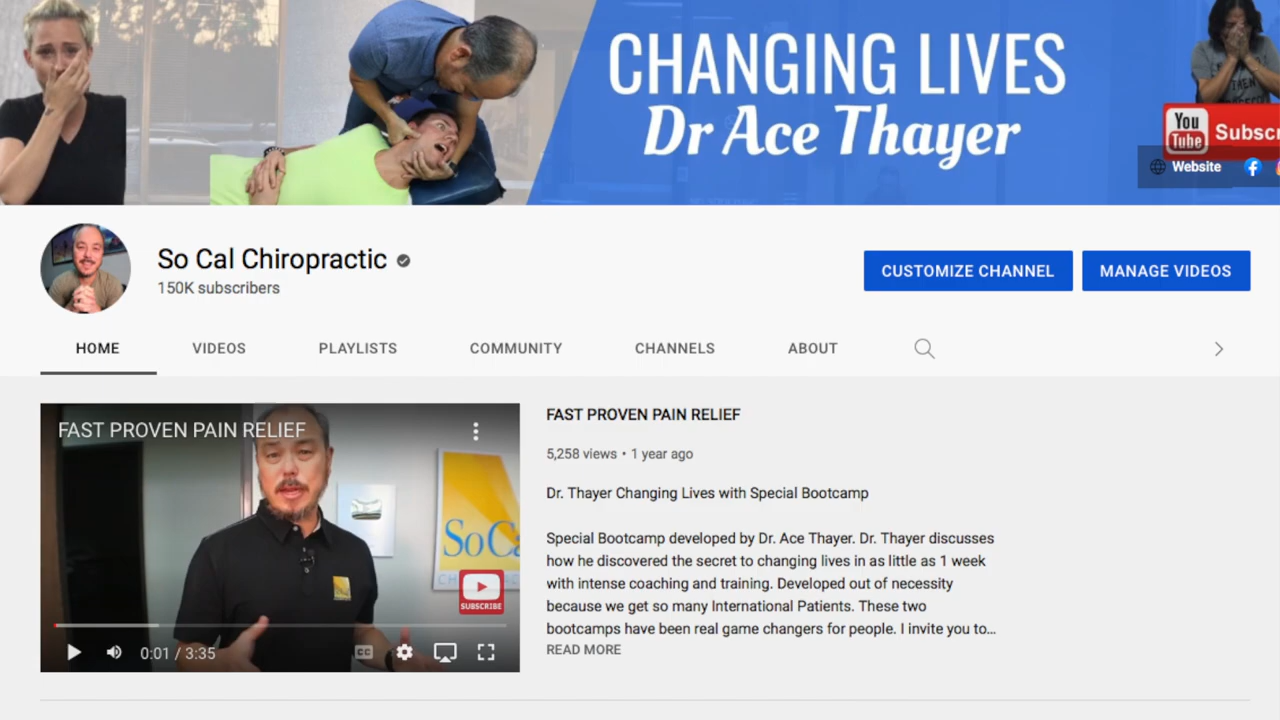 CHANGING LIVES
Dr Ace Thayer
You
Tube
Subscr
Website
So Cal Chiropractic
150K subscribers
CUSTOMIZE CHANNEL
MANAGE VIDEOS
HOME
VIDEOS
PLAYLISTS
COMMUNITY
CHANNELS
ABOUT
FAST PROVEN PAIN RELIEF
SoCa
SUBSCRIBE
0:01 / 3:35
CC
FAST PROVEN PAIN RELIEF
5,258 views • 1 year ago
Dr. Thayer Changing Lives with Special Bootcamp
Special Bootcamp developed by Dr. Ace Thayer. Dr. Thayer discusses
how he discovered the secret to changing lives in as little as 1 week
with intense coaching and training. Developed out of necessity
because we get so many International Patients. These two
bootcamps have been real game changers for people. I invite you to...
READ MORE